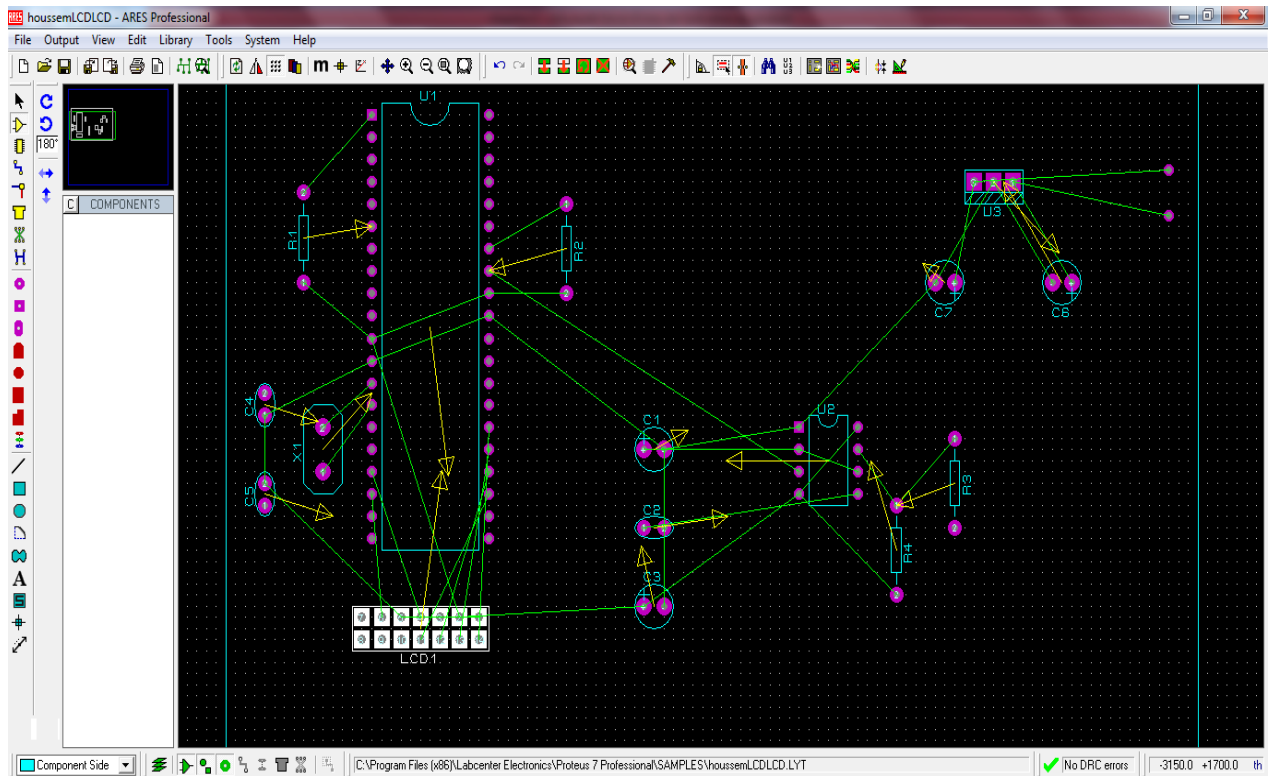 ARES houssemLCDLCD - ARES Professional
File Output View Edit Library Tools System Help
180°
C COMPONENTS
U1
R1
R2
U3
C7
C6
C4
X1
C5
C1
U2
C2
C3
R3
R4
LCD1
A
Component Side
C:\Program Files (x86)\Labcenter Electronics\Proteus 7 Professional\SAMPLES\houssemLCDLCD.LYT
No DRC errors
-3150.0 +1700.0 th